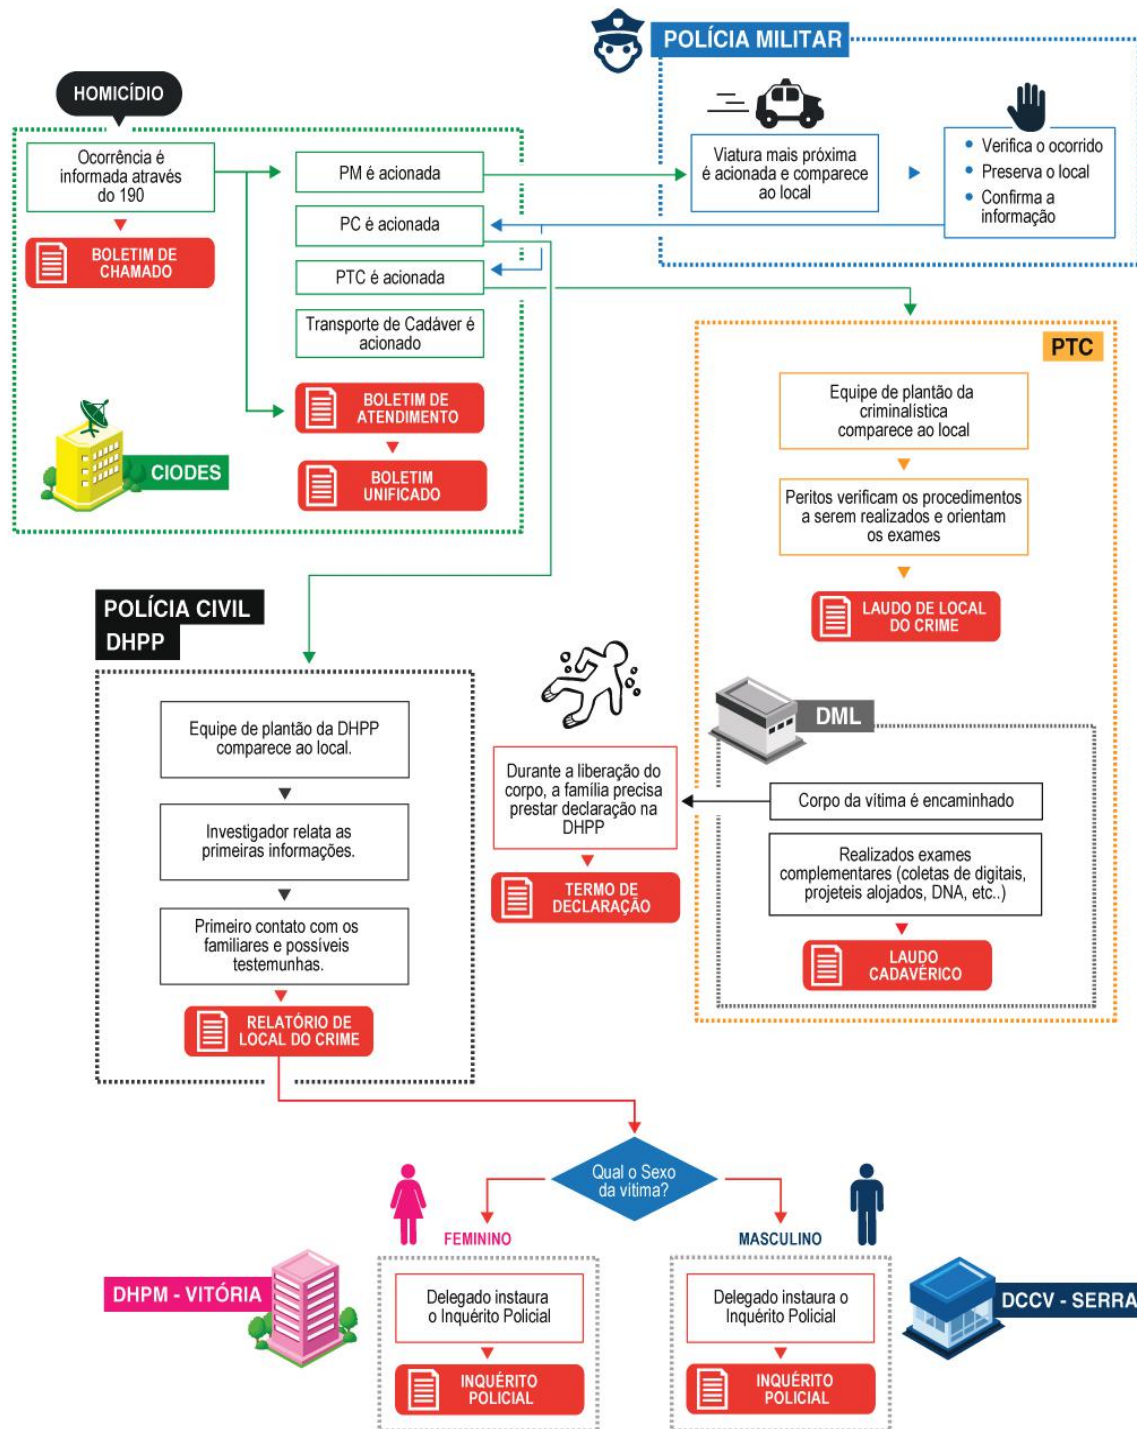 POLÍCIA MILITAR
HOMICÍDIO
Ocorrência é
informada através
do 190
BOLETIM DE
CHAMADO
PM é acionada
PC é acionada
PTC é acionada
Transporte de Cadáver é
acionado
BOLETIM DE
ATENDIMENTO
BOLETIM
UNIFICADO
CIODES
Viatura mais próxima
é acionada e comparece
ao local
• Verifica o ocorrido
• Preserva o local
• Confirma a
informação
PTC
Equipe de plantão da
criminalística
comparece ao local
Peritos verificam os procedimentos
a serem realizados e orientam
os exames
LAUDO DE LOCAL
DO CRIME
POLÍCIA CIVIL
DHPP
Equipe de plantão da DHPP
comparece ao local.
Investigador relata as
primeiras informações.
Primeiro contato com os
familiares e possíveis
testemunhas.
RELATÓRIO DE
LOCAL DO CRIME
DML
Corpo da vítima é encaminhado
Realizados exames
complementares (coletas de digitais,
projeteis alojados, DNA, etc..)
LAUDO
CADAVÉRICO
Durante a liberação do
corpo, a família precisa
prestar declaração na
DHPP
TERMO DE
DECLARAÇÃO
Qual o Sexo
da vítima?
FEMININO
MASCULINO
DHPM - VITÓRIA
Delegado instaura
o Inquérito Policial
INQUÉRITO
POLICIAL
Delegado instaura o
Inquérito Policial
INQUÉRITO
POLICIAL
DCCV - SERRA